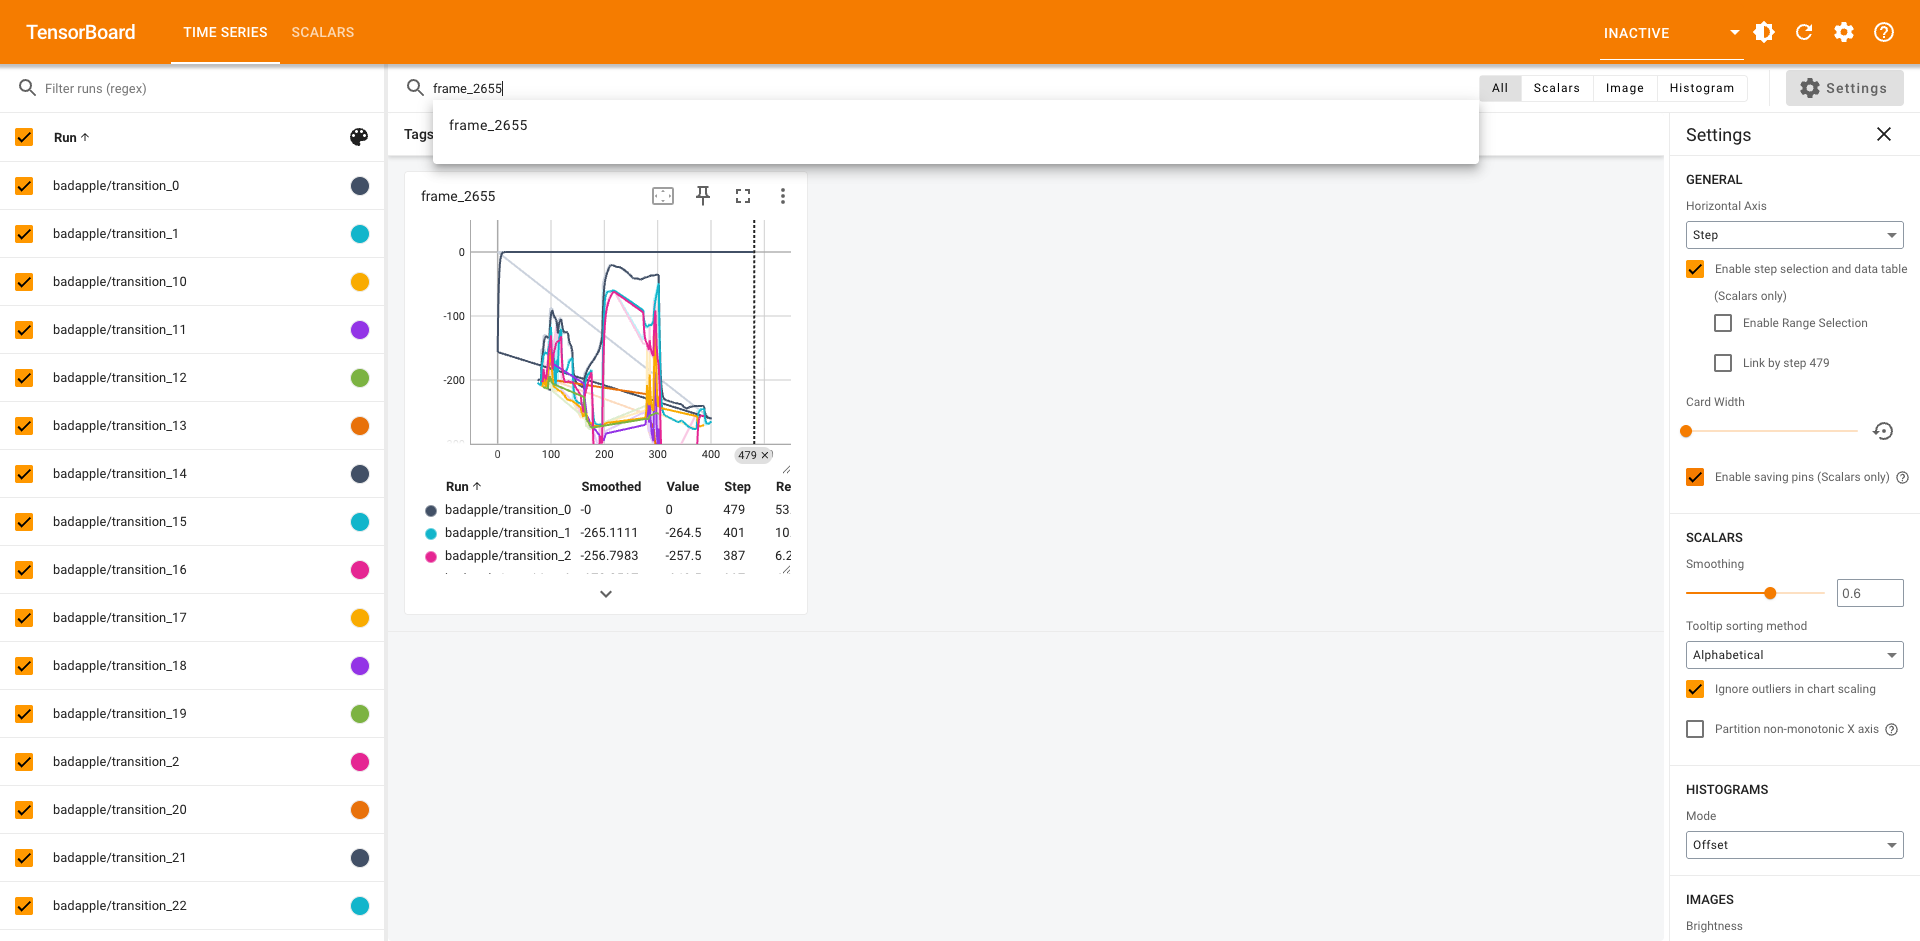 TensorBoard TIME SERIES SCALARS INACTIVE
Filter runs (regex)
frame_2655
All Scalars Image Histogram Settings
frame_2655
Run
Tags
badapple/transition_0
badapple/transition_1
badapple/transition_10
badapple/transition_11
badapple/transition_12
badapple/transition_13
badapple/transition_14
badapple/transition_15
badapple/transition_16
badapple/transition_17
badapple/transition_18
badapple/transition_19
badapple/transition_2
badapple/transition_20
badapple/transition_21
badapple/transition_22
frame_2655
0
-100
-200
0 100 200 300 400 479
Run Smoothed Value Step Re
badapple/transition_0 -0 0 479 53
badapple/transition_1 -265.1111 -264.5 401 10
badapple/transition_2 -256.7983 -257.5 387 6.2
Settings
GENERAL
Horizontal Axis
Step
Enable step selection and data table
(Scalars only)
Enable Range Selection
Link by step 479
Card Width
Enable saving pins (Scalars only)
SCALARS
Smoothing
0.6
Tooltip sorting method
Alphabetical
Ignore outliers in chart scaling
Partition non-monotonic X axis
HISTOGRAMS
Mode
Offset
IMAGES
Brightness